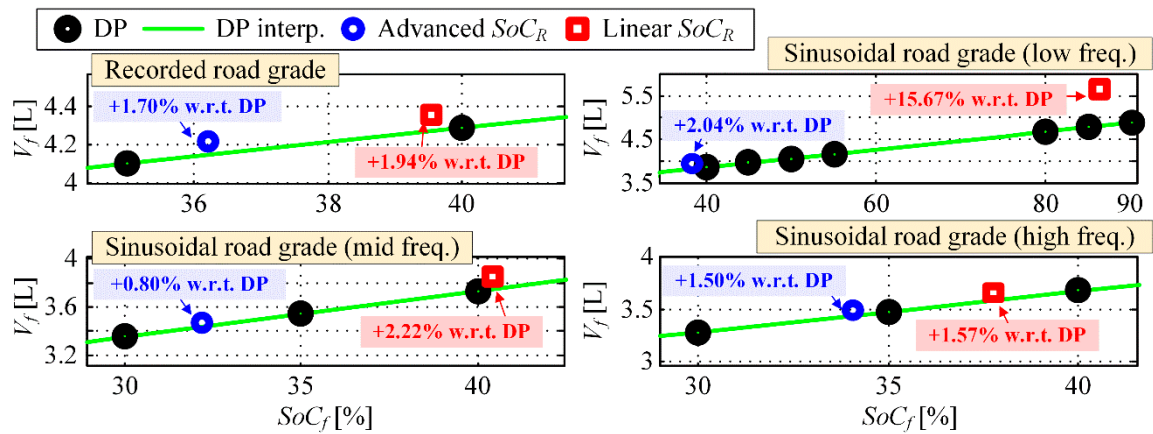 DP DP interp. Advanced SoC_R Linear SoC_R
Recorded road grade
+1.70% w.r.t. DP
+1.94% w.r.t. DP
V_f [L]
4.4
4.2
4
36 38 40
Sinusoidal road grade (low freq.)
+15.67% w.r.t. DP
+2.04% w.r.t. DP
V_f [L]
5.5
4.5
3.5
40 60 80 90
Sinusoidal road grade (mid freq.)
+0.80% w.r.t. DP
+2.22% w.r.t. DP
V_f [L]
4
3.6
3.2
30 35 40
SoC_f [%]
Sinusoidal road grade (high freq.)
+1.50% w.r.t. DP
+1.57% w.r.t. DP
V_f [L]
4
3.5
3
30 35 40
SoC_f [%]